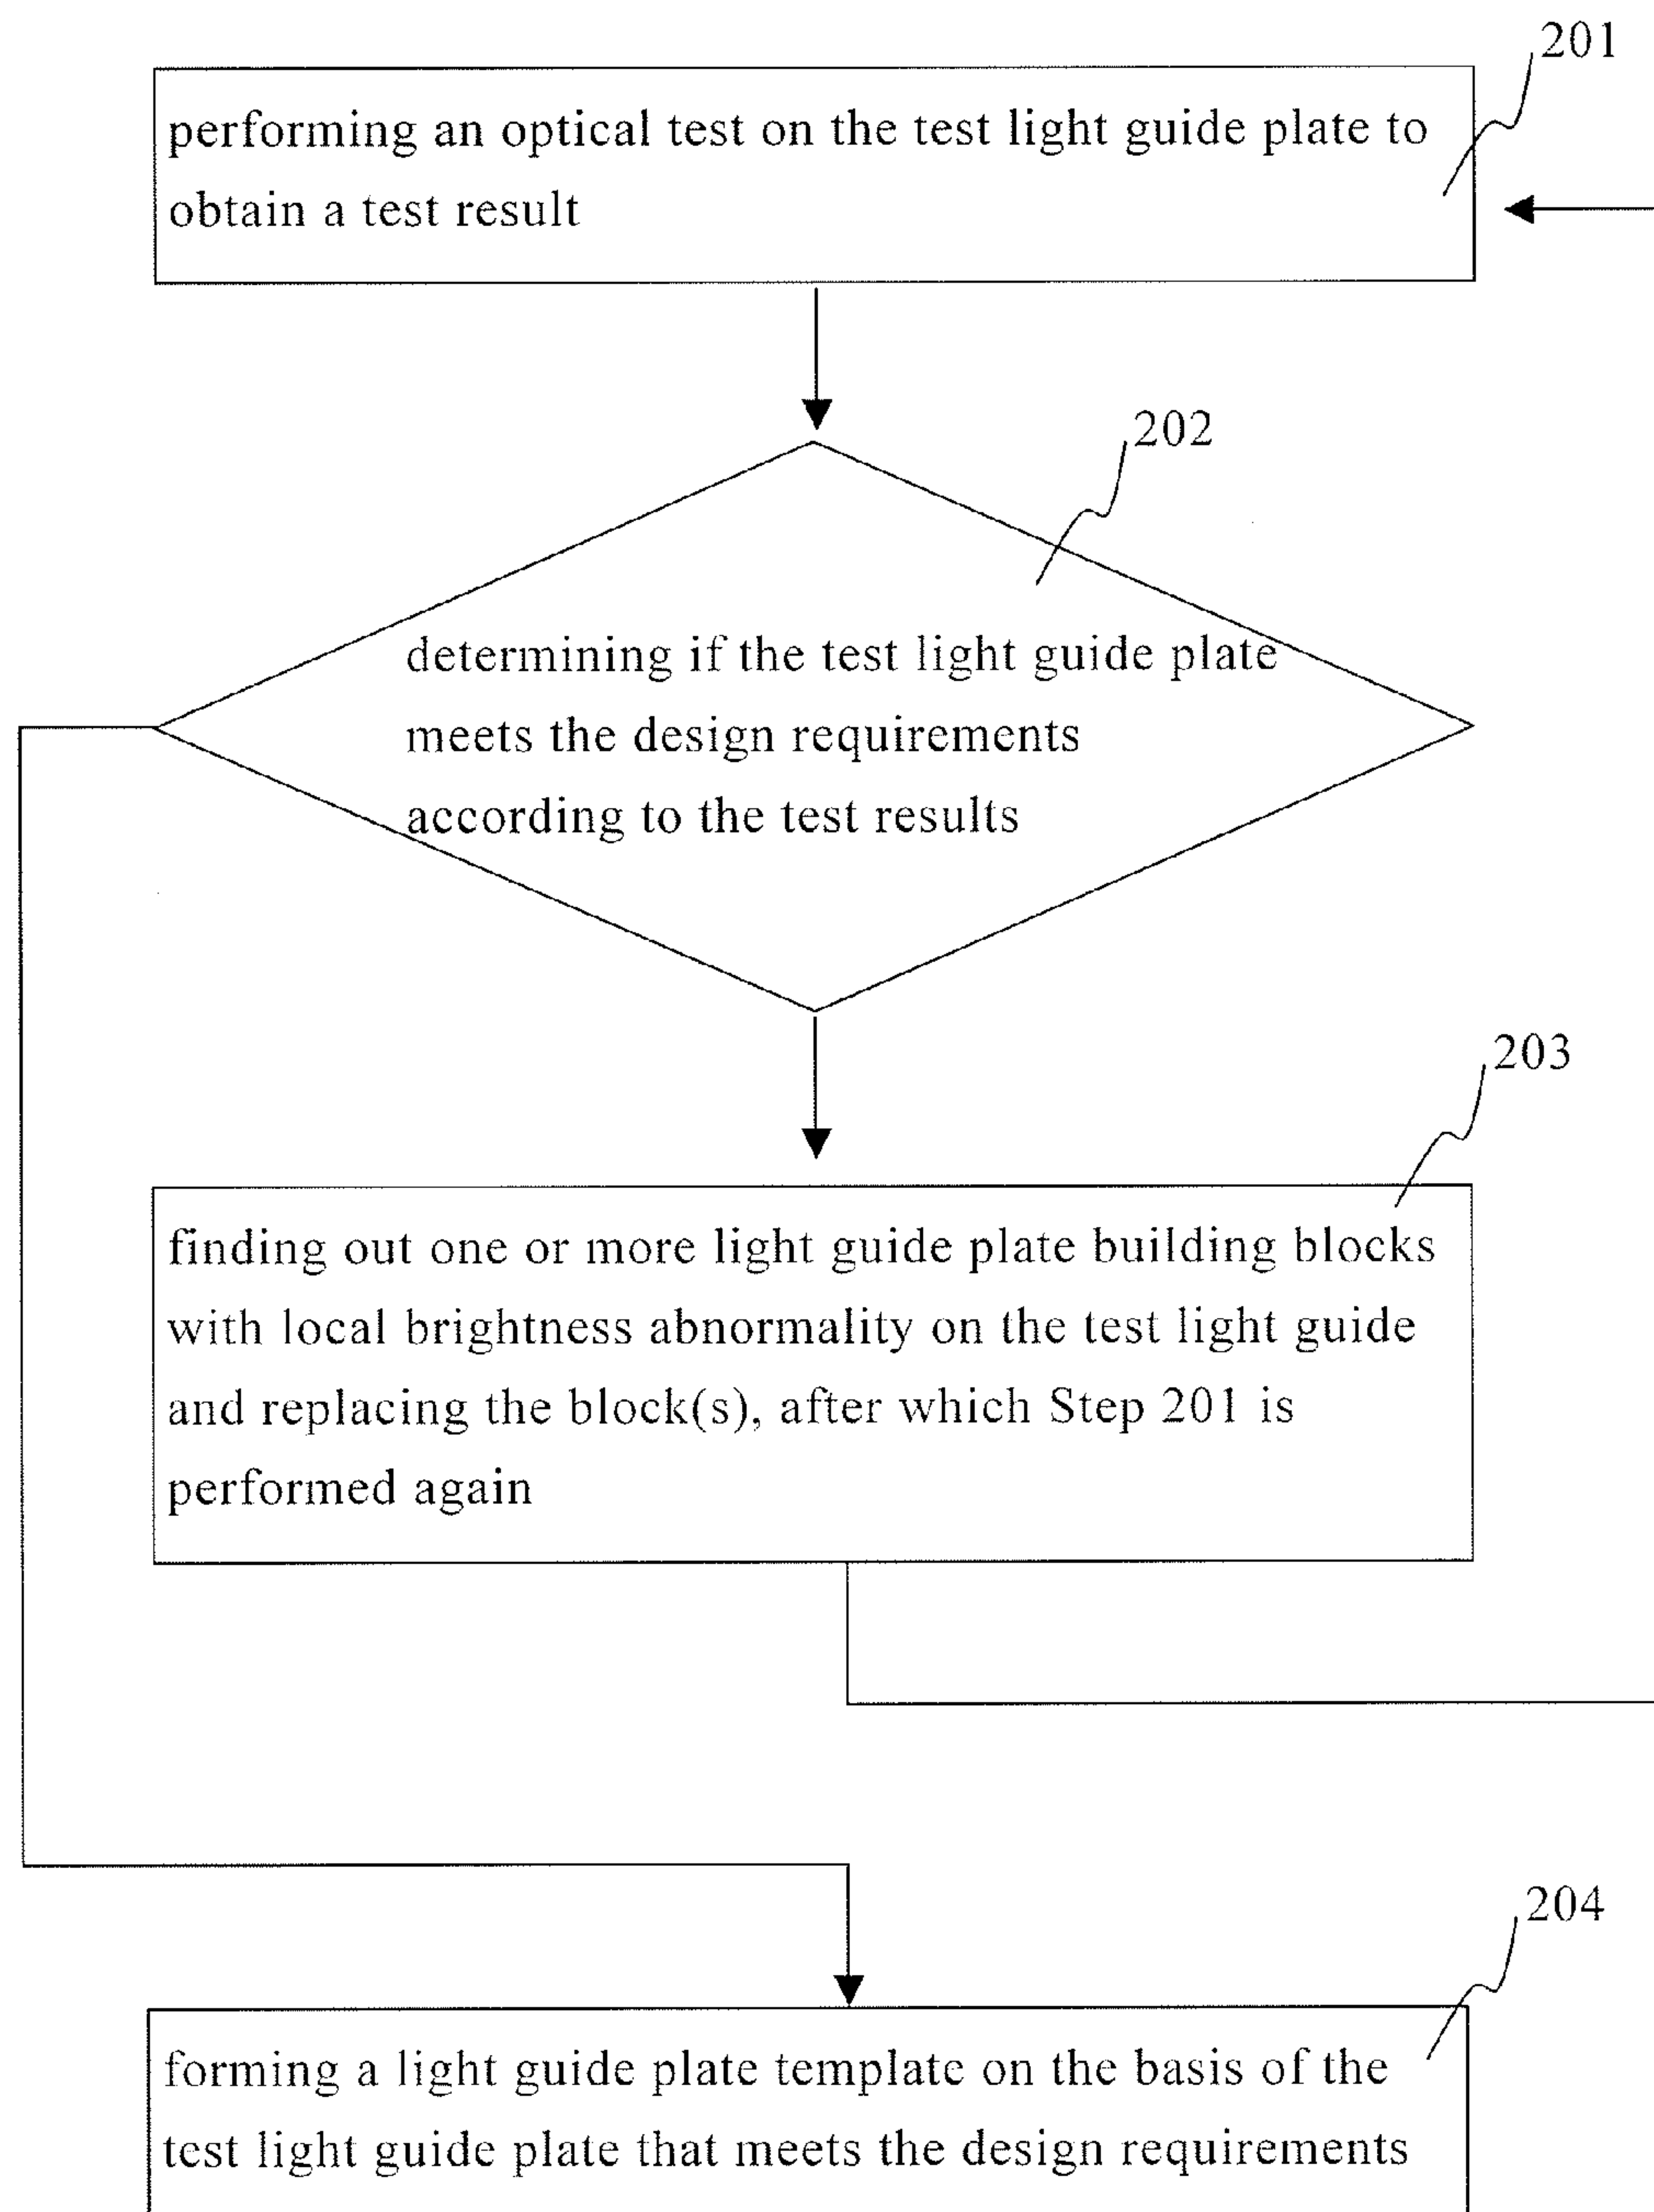 201
performing an optical test on the test light guide plate to
obtain a test result
202
determining if the test light guide plate
meets the design requirements
according to the test results
203
finding out one or more light guide plate building blocks
with local brightness abnormality on the test light guide
and replacing the block(s), after which Step 201 is
performed again
204
forming a light guide plate template on the basis of the
test light guide plate that meets the design requirements